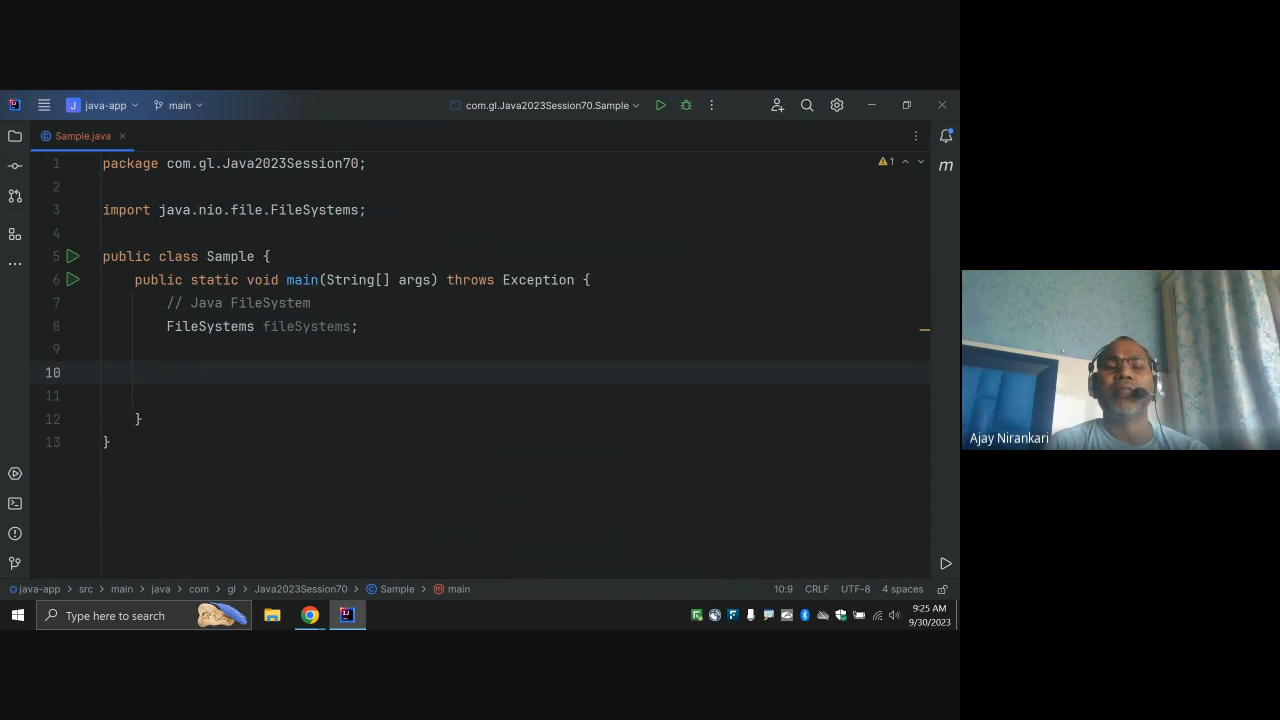 J java-app main com.gl.Java2023Session70.Sample
Sample.java
1 package com.gl.Java2023Session70; 1
2
3 import java.nio.file.FileSystems;
4
5 public class Sample {
6 public static void main(String[] args) throws Exception {
7 // Java FileSystem
8 FileSystems fileSystems;
9
10
11
12 }
13 }
Ajay Nirankari
java-app > src > main > java > com > gl > Java2023Session70 > Sample > main 10:9 CRLF UTF-8 4 spaces
Type here to search 9:25 AM
9/30/2023